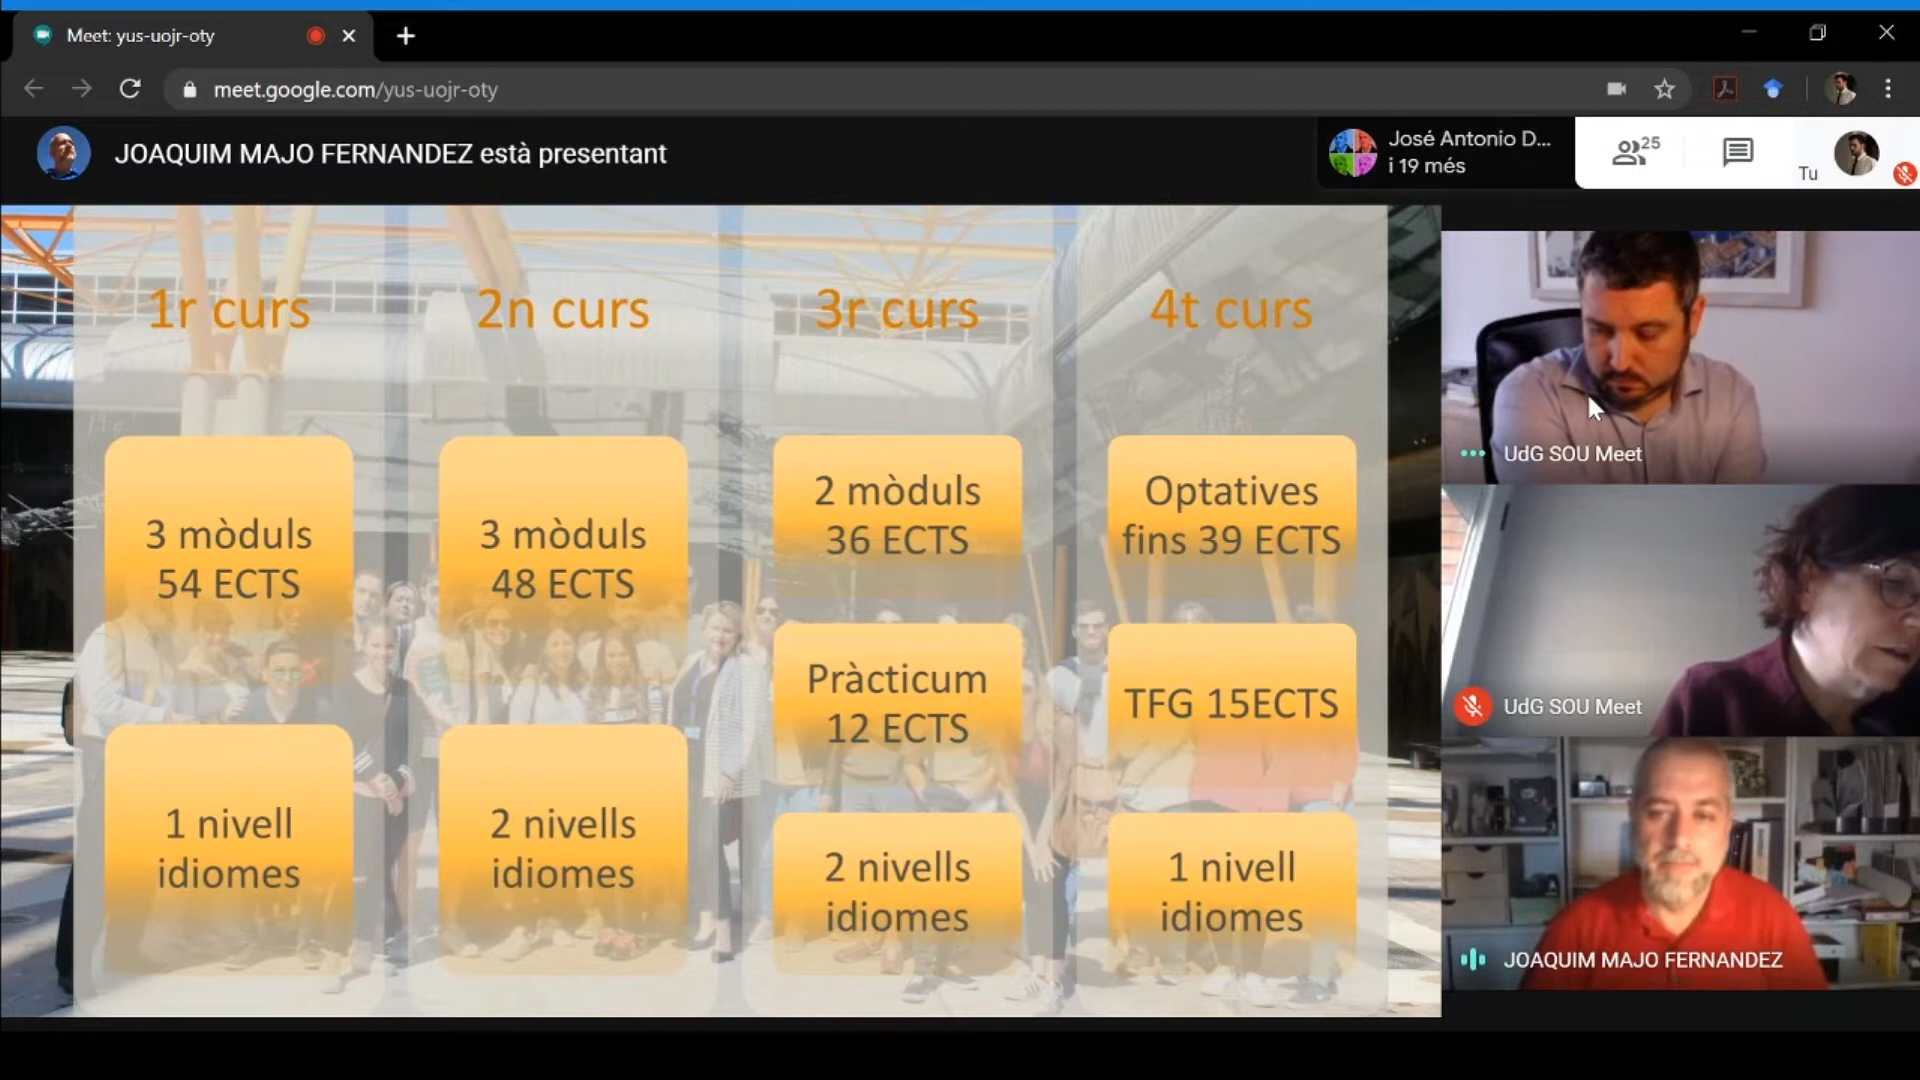 Meet: yus-uojr-oty
meet.google.com/yus-uojr-oty
JOAQUIM MAJO FERNANDEZ està presentant
José Antonio D...
i 19 més
25
Tu
1r curs
3 mòduls
54 ECTS
1 nivell
idiomes
2n curs
3 mòduls
48 ECTS
2 nivells
idiomes
3r curs
2 mòduls
36 ECTS
Pràcticum
12 ECTS
2 nivells
idiomes
4t curs
Optatives
fins 39 ECTS
TFG 15ECTS
1 nivell
idiomes
UdG SOU Meet
UdG SOU Meet
JOAQUIM MAJO FERNANDEZ